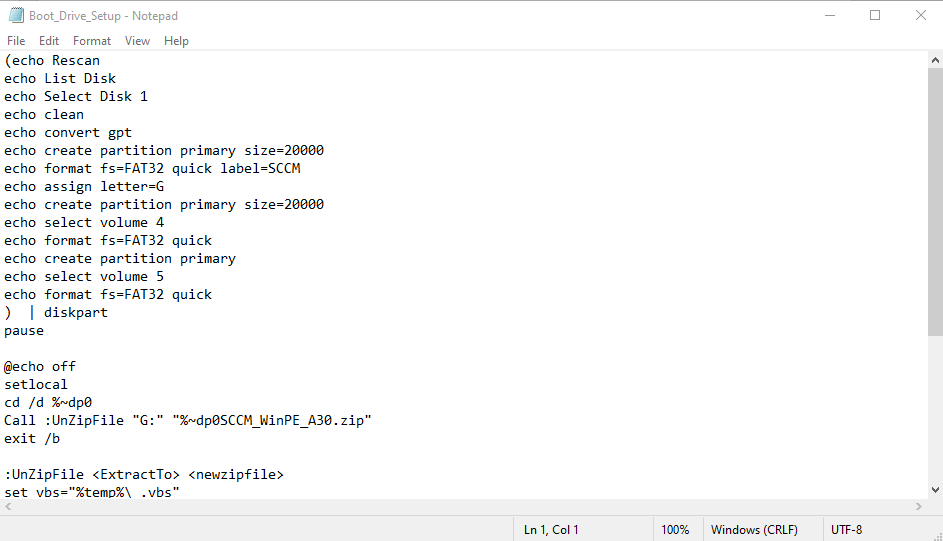 Boot_Drive_Setup - Notepad
File Edit Format View Help
(echo Rescan
echo List Disk
echo Select Disk 1
echo clean
echo convert gpt
echo create partition primary size=20000
echo format fs=FAT32 quick label=SCCM
echo assign letter=G
echo create partition primary size=20000
echo select volume 4
echo format fs=FAT32 quick
echo create partition primary
echo select volume 5
echo format fs=FAT32 quick
)  | diskpart
pause
@echo off
setlocal
cd /d %~dp0
Call :UnZipFile "G:" "%~dp0SCCM_WinPE_A30.zip"
exit /b
:UnZipFile <ExtractTo> <newzipfile>
set vbs="%temp%\_.vbs"
Ln 1, Col 1 100% Windows (CRLF) UTF-8